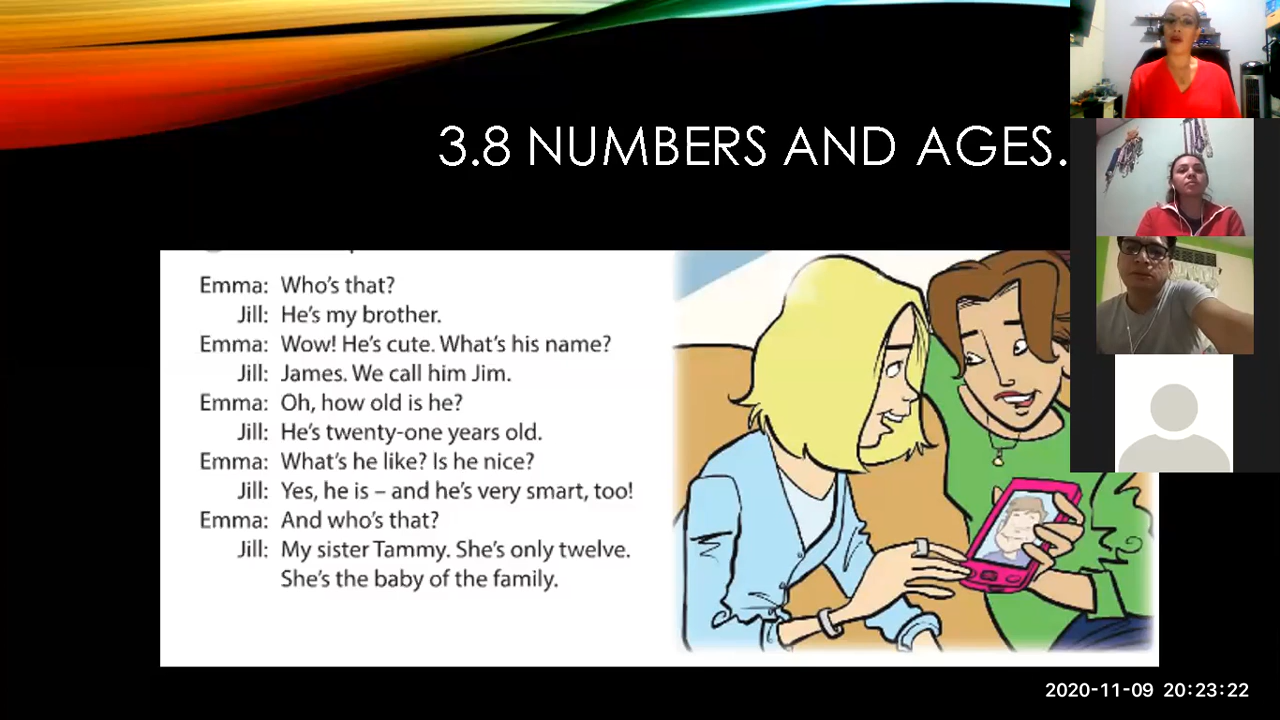 3.8 NUMBERS AND AGES.
Emma: Who's that?
Jill: He's my brother.
Emma: Wow! He's cute. What's his name?
Jill: James. We call him Jim.
Emma: Oh, how old is he?
Jill: He's twenty-one years old.
Emma: What's he like? Is he nice?
Jill: Yes, he is – and he's very smart, too!
Emma: And who's that?
Jill: My sister Tammy. She's only twelve.
She's the baby of the family.
2020-11-09 20:23:22